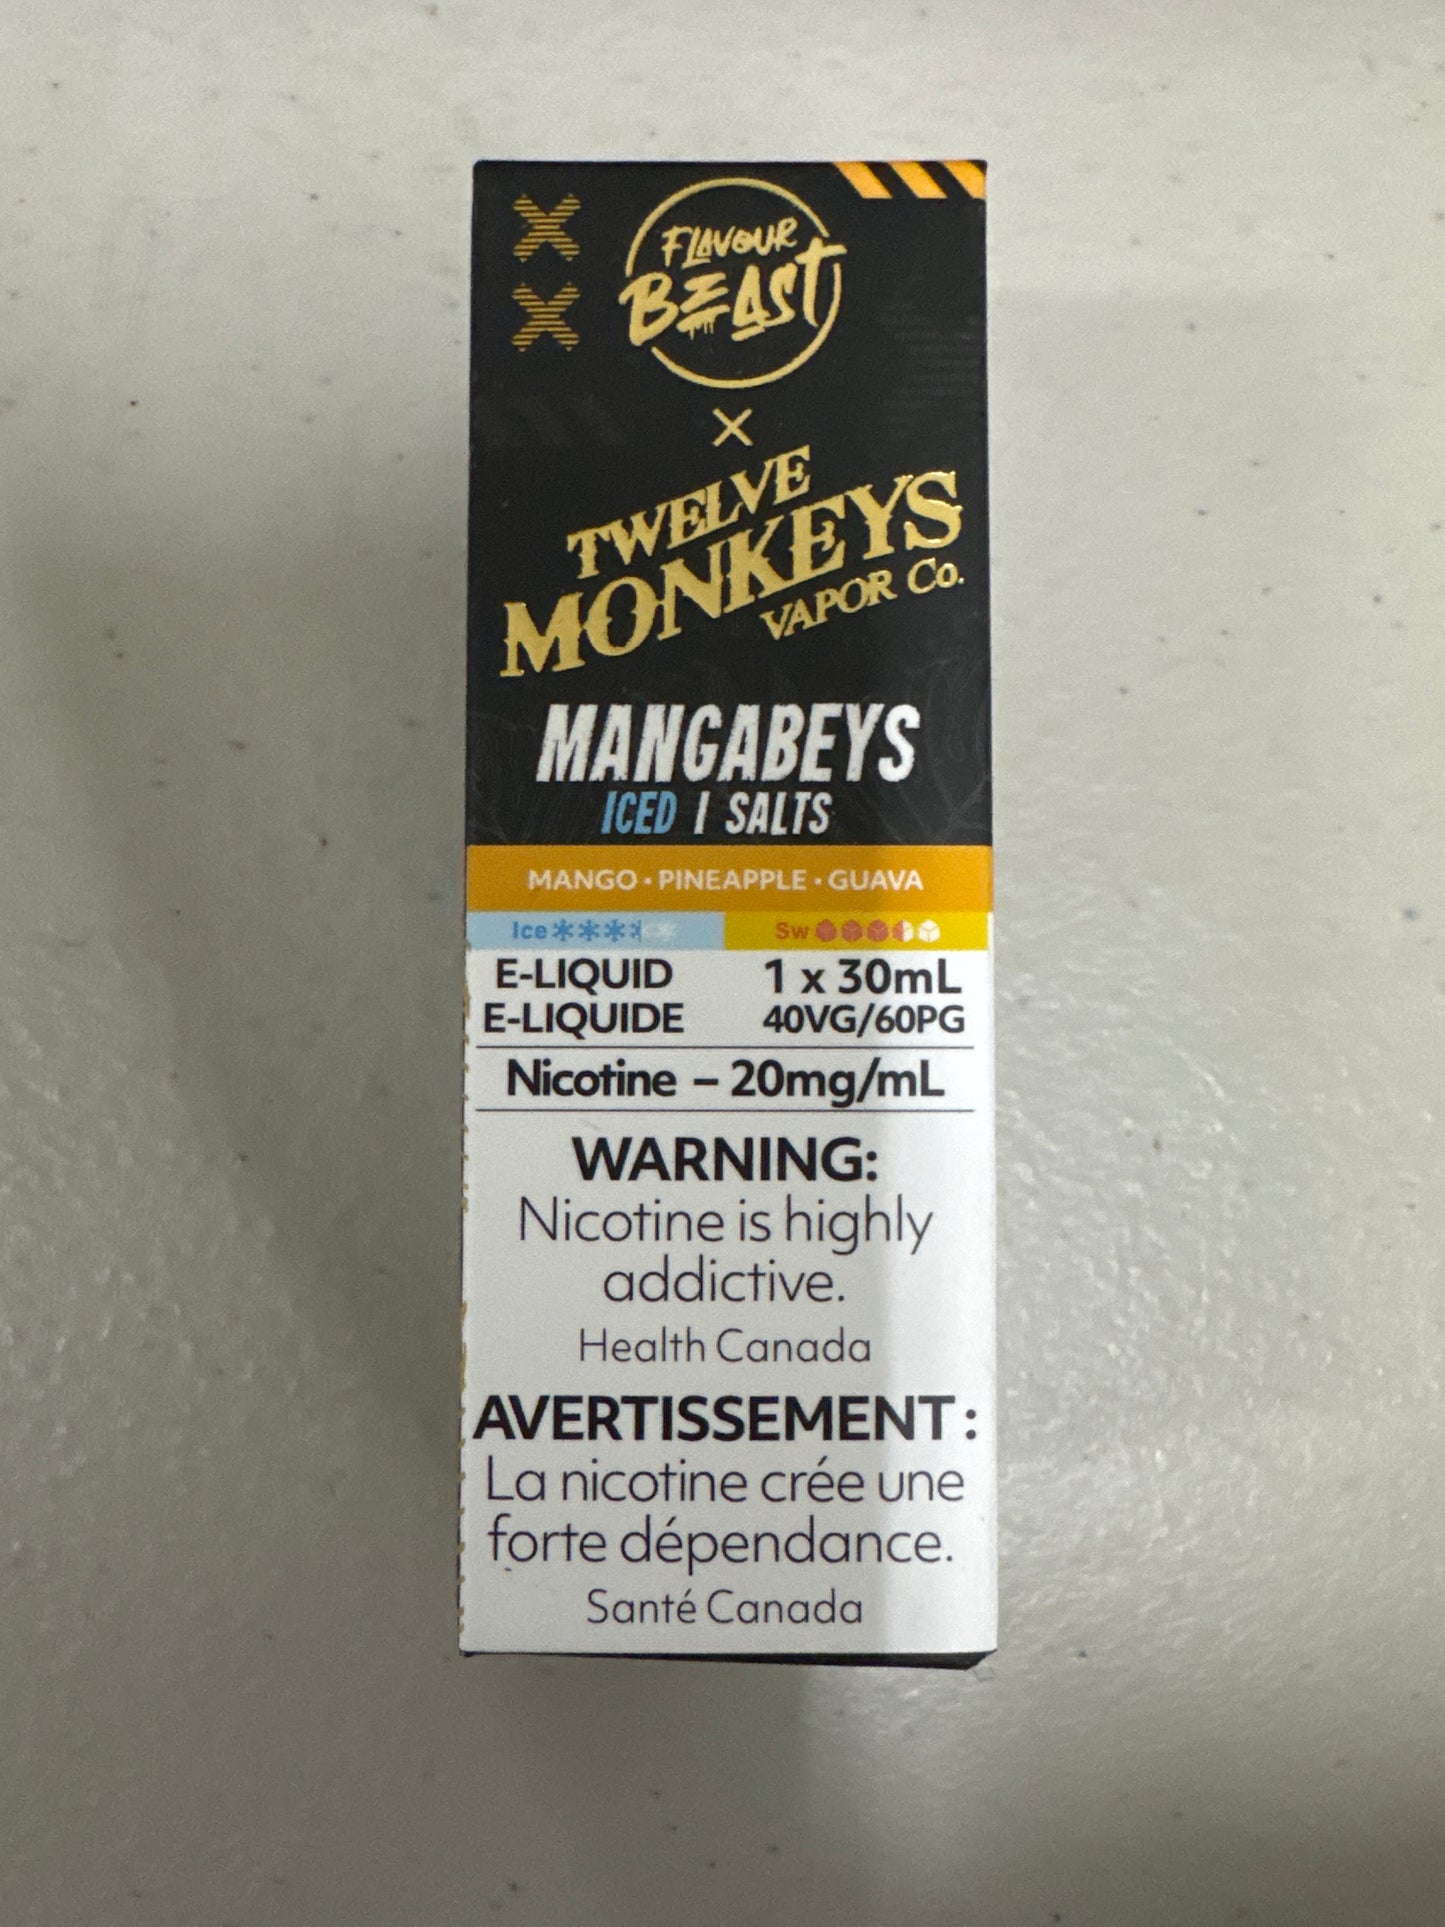 FLAVOUR
BEAST
X
TWELVE
MONKEYS
VAPOR Co.
MANGABEYS
ICED | SALTS
MANGO · PINEAPPLE · GUAVA
Ice Sw
E-LIQUID 1 x 30mL
E-LIQUIDE 40VG/60PG
Nicotine – 20mg/mL
WARNING:
Nicotine is highly
addictive.
Health Canada
AVERTISSEMENT :
La nicotine crée une
forte dépendance.
Santé Canada